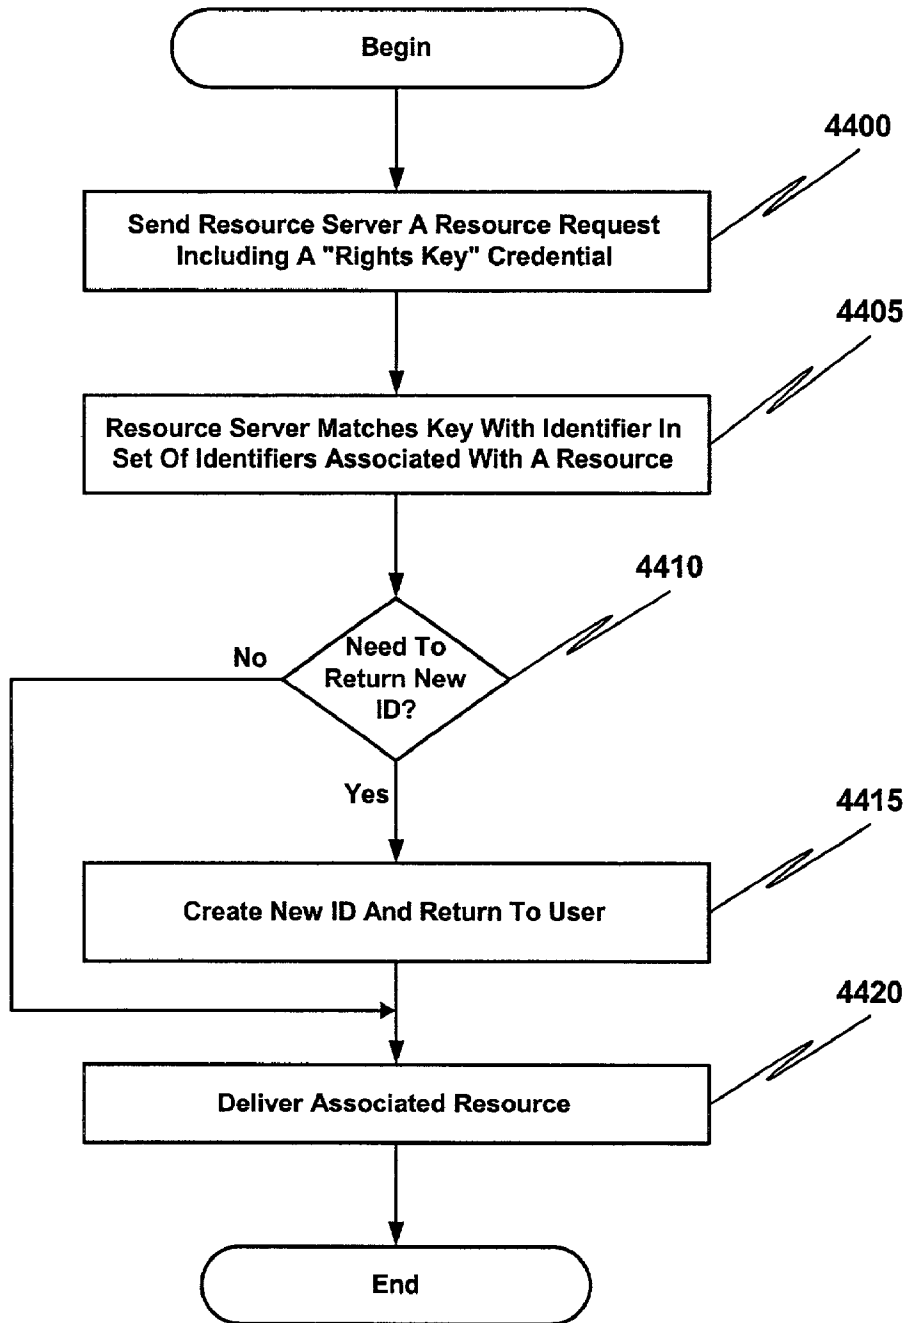 Begin
4400
Send Resource Server A Resource Request
Including A "Rights Key" Credential
4405
Resource Server Matches Key With Identifier In
Set Of Identifiers Associated With A Resource
4410
Need To
Return New
ID?
No
Yes
4415
Create New ID And Return To User
4420
Deliver Associated Resource
End